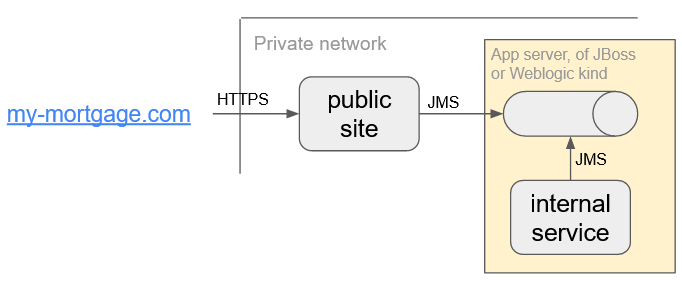 Private network
App server, of JBoss
or Weblogic kind
HTTPS
public
site
JMS
my-mortgage.com
JMS
internal
service